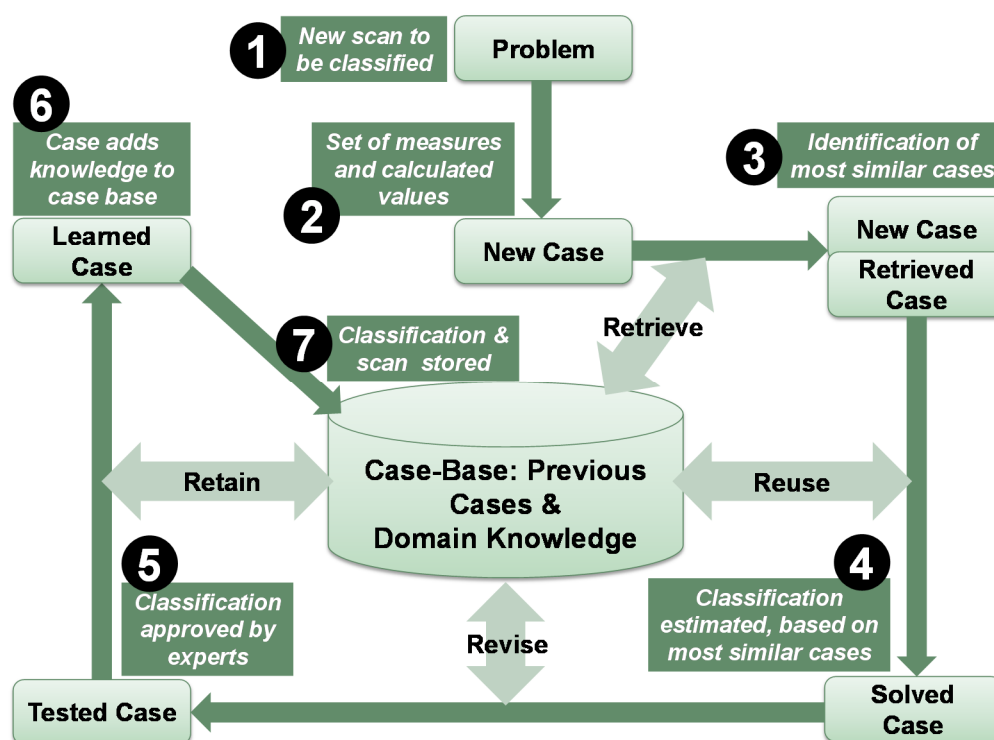 1
New scan to
be classified
Problem
2
Set of measures
and calculated
values
New Case
3
Identification of
most similar cases
New Case
Retrieved
Case
Retrieve
6
Case adds
knowledge to
case base
Learned
Case
7
Classification &
scan stored
Case-Base: Previous
Cases &
Domain Knowledge
Retain
Reuse
4
Classification
estimated, based on
most similar cases
Solved
Case
Revise
5
Classification
approved by
experts
Tested Case